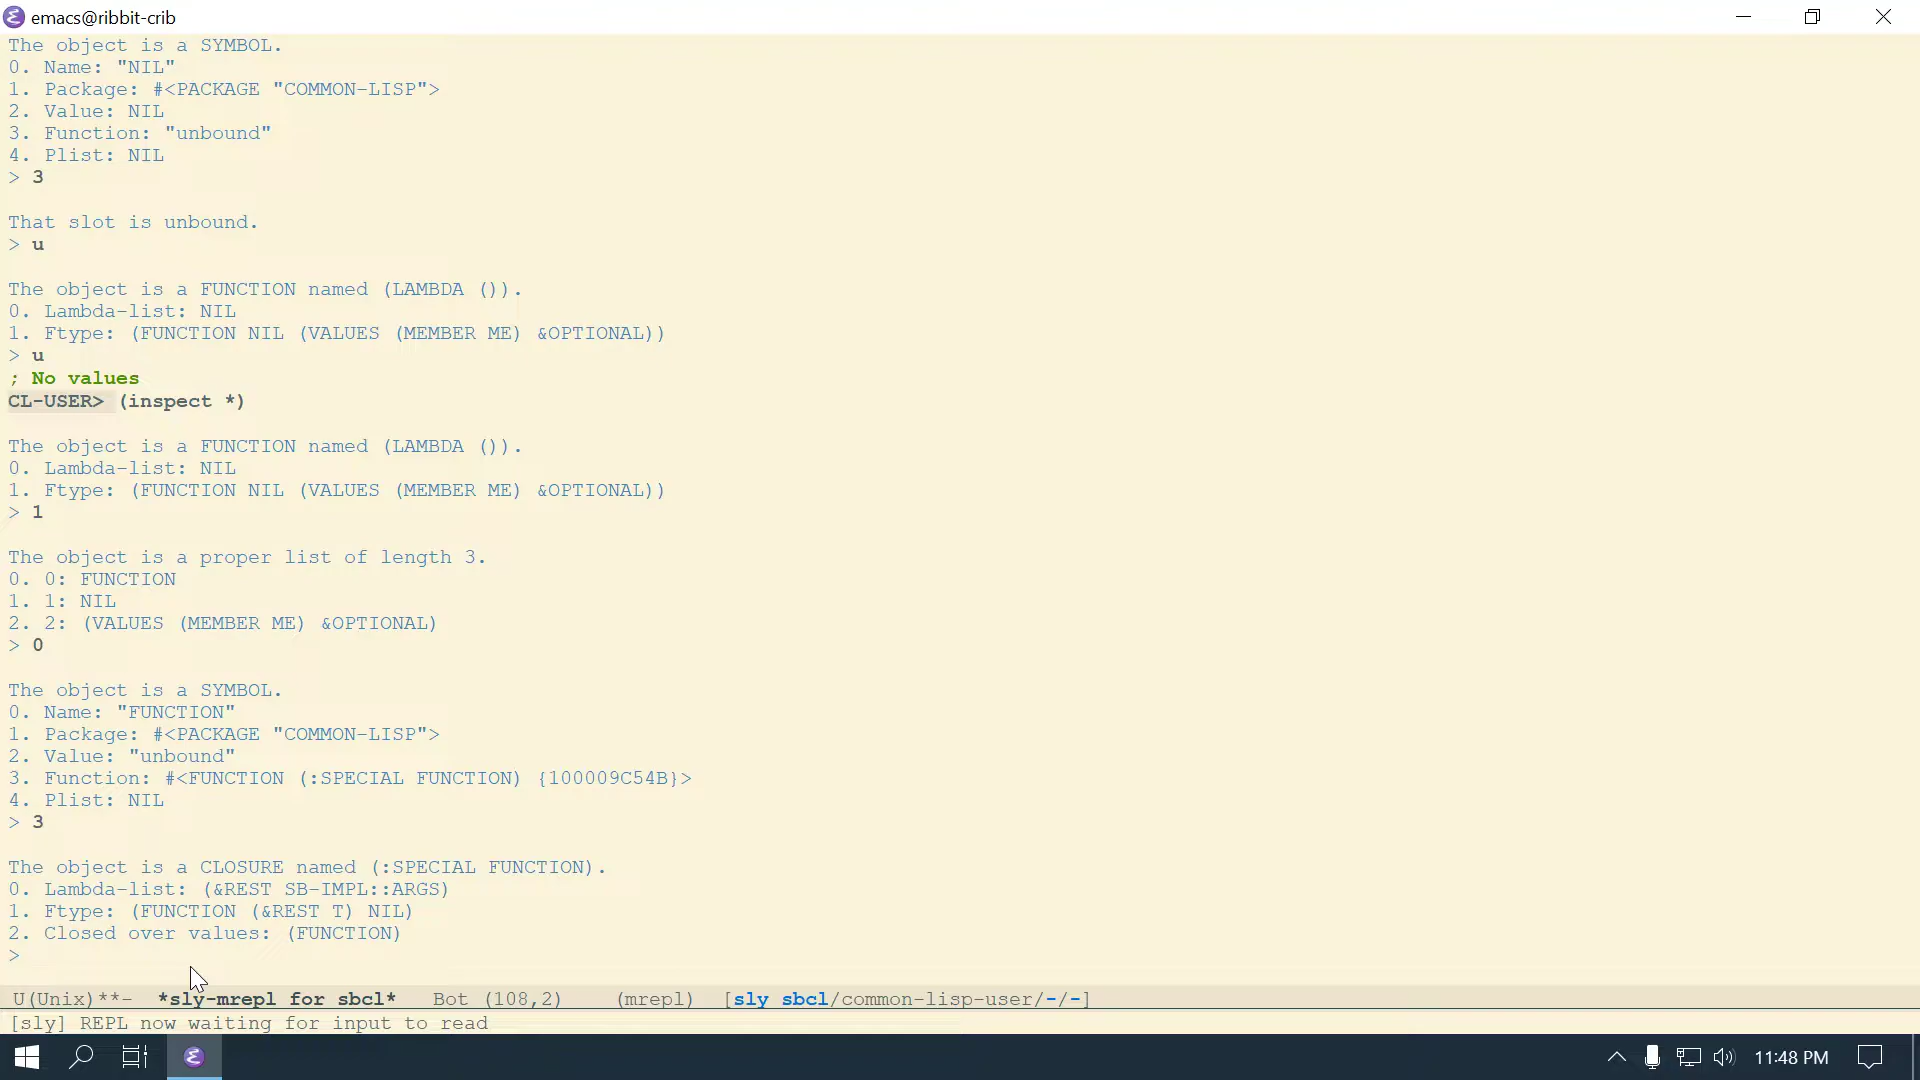 emacs@ribbit-crib
The object is a SYMBOL.
0. Name: "NIL"
1. Package: #<PACKAGE "COMMON-LISP">
2. Value: NIL
3. Function: "unbound"
4. Plist: NIL
> 3
That slot is unbound.
> u
The object is a FUNCTION named (LAMBDA ()).
0. Lambda-list: NIL
1. Ftype: (FUNCTION NIL (VALUES (MEMBER ME) &OPTIONAL))
> u
; No values
CL-USER> (inspect *)
The object is a FUNCTION named (LAMBDA ()).
0. Lambda-list: NIL
1. Ftype: (FUNCTION NIL (VALUES (MEMBER ME) &OPTIONAL))
> 1
The object is a proper list of length 3.
0. 0: FUNCTION
1. 1: NIL
2. 2: (VALUES (MEMBER ME) &OPTIONAL)
> 0
The object is a SYMBOL.
0. Name: "FUNCTION"
1. Package: #<PACKAGE "COMMON-LISP">
2. Value: "unbound"
3. Function: #<FUNCTION (:SPECIAL FUNCTION) {100009C54B}>
4. Plist: NIL
> 3
The object is a CLOSURE named (:SPECIAL FUNCTION).
0. Lambda-list: (&REST SB-IMPL::ARGS)
1. Ftype: (FUNCTION (&REST T) NIL)
2. Closed over values: (FUNCTION)
>
U(Unix)**- *sly-mrepl for sbcl* Bot (108,2) (mrepl) [sly sbcl/common-lisp-user/-/-]
[sly] REPL now waiting for input to read
11:48 PM